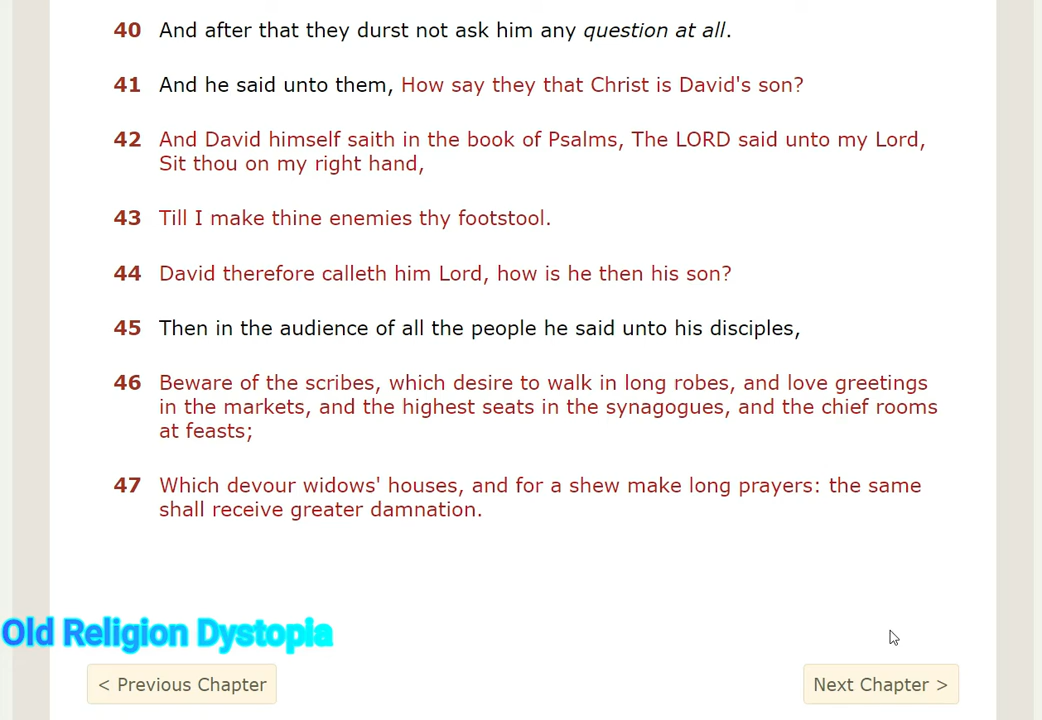 40 And after that they durst not ask him any question at all.
41 And he said unto them, How say they that Christ is David's son?
42 And David himself saith in the book of Psalms, The LORD said unto my Lord,
Sit thou on my right hand,
43 Till I make thine enemies thy footstool.
44 David therefore calleth him Lord, how is he then his son?
45 Then in the audience of all the people he said unto his disciples,
46 Beware of the scribes, which desire to walk in long robes, and love greetings
in the markets, and the highest seats in the synagogues, and the chief rooms
at feasts;
47 Which devour widows' houses, and for a shew make long prayers: the same
shall receive greater damnation.
Old Religion Dystopia
< Previous Chapter
Next Chapter >